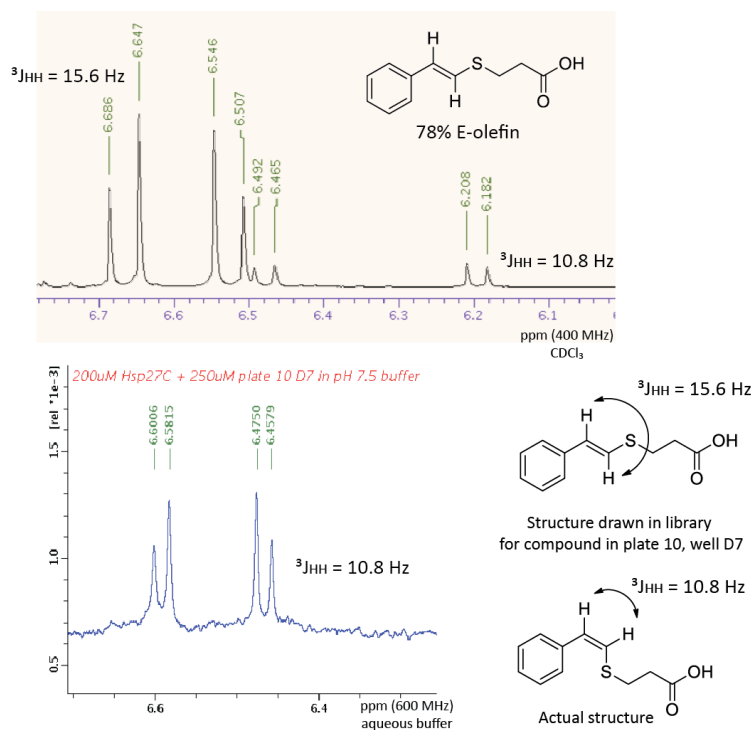 6.686
6.647
6.546
6.507
6.492
6.465
6.208
6.182
³JHH = 15.6 Hz
H
S
OH
H
O
78% E-olefin
³JHH = 10.8 Hz
6.7
6.6
6.5
6.4
6.3
6.2
6.1
ppm (400 MHz)
CDCl₃
200uM Hsp27C + 250uM plate 10 D7 in pH 7.5 buffer
[rel *1e-3]
1.5
1.0
0.5
6.6006
6.5815
6.4750
6.4579
³JHH = 10.8 Hz
6.6
6.4
ppm (600 MHz)
aqueous buffer
³JHH = 15.6 Hz
H
S
OH
H
O
Structure drawn in library
for compound in plate 10, well D7
³JHH = 10.8 Hz
H
H
S
OH
O
Actual structure